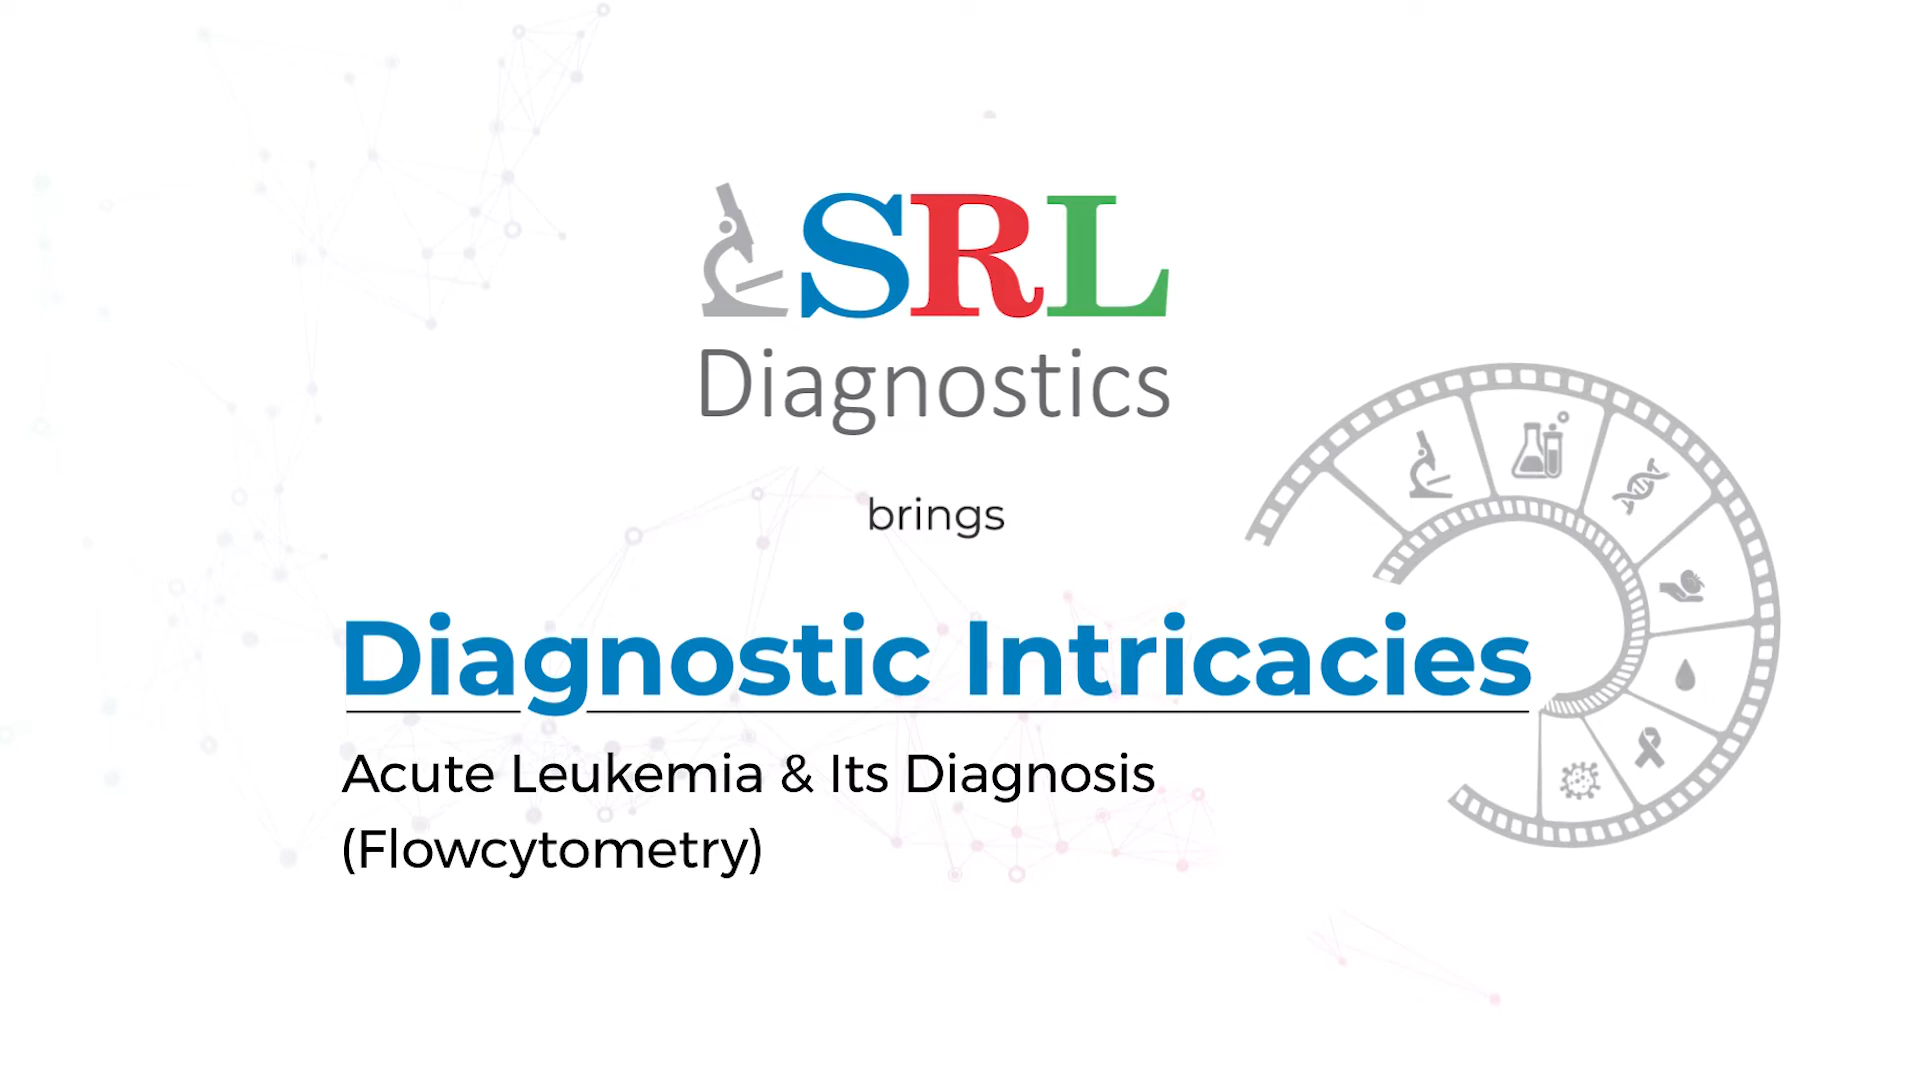 SRL
Diagnostics
brings
Diagnostic Intricacies
Acute Leukemia & Its Diagnosis
(Flowcytometry)